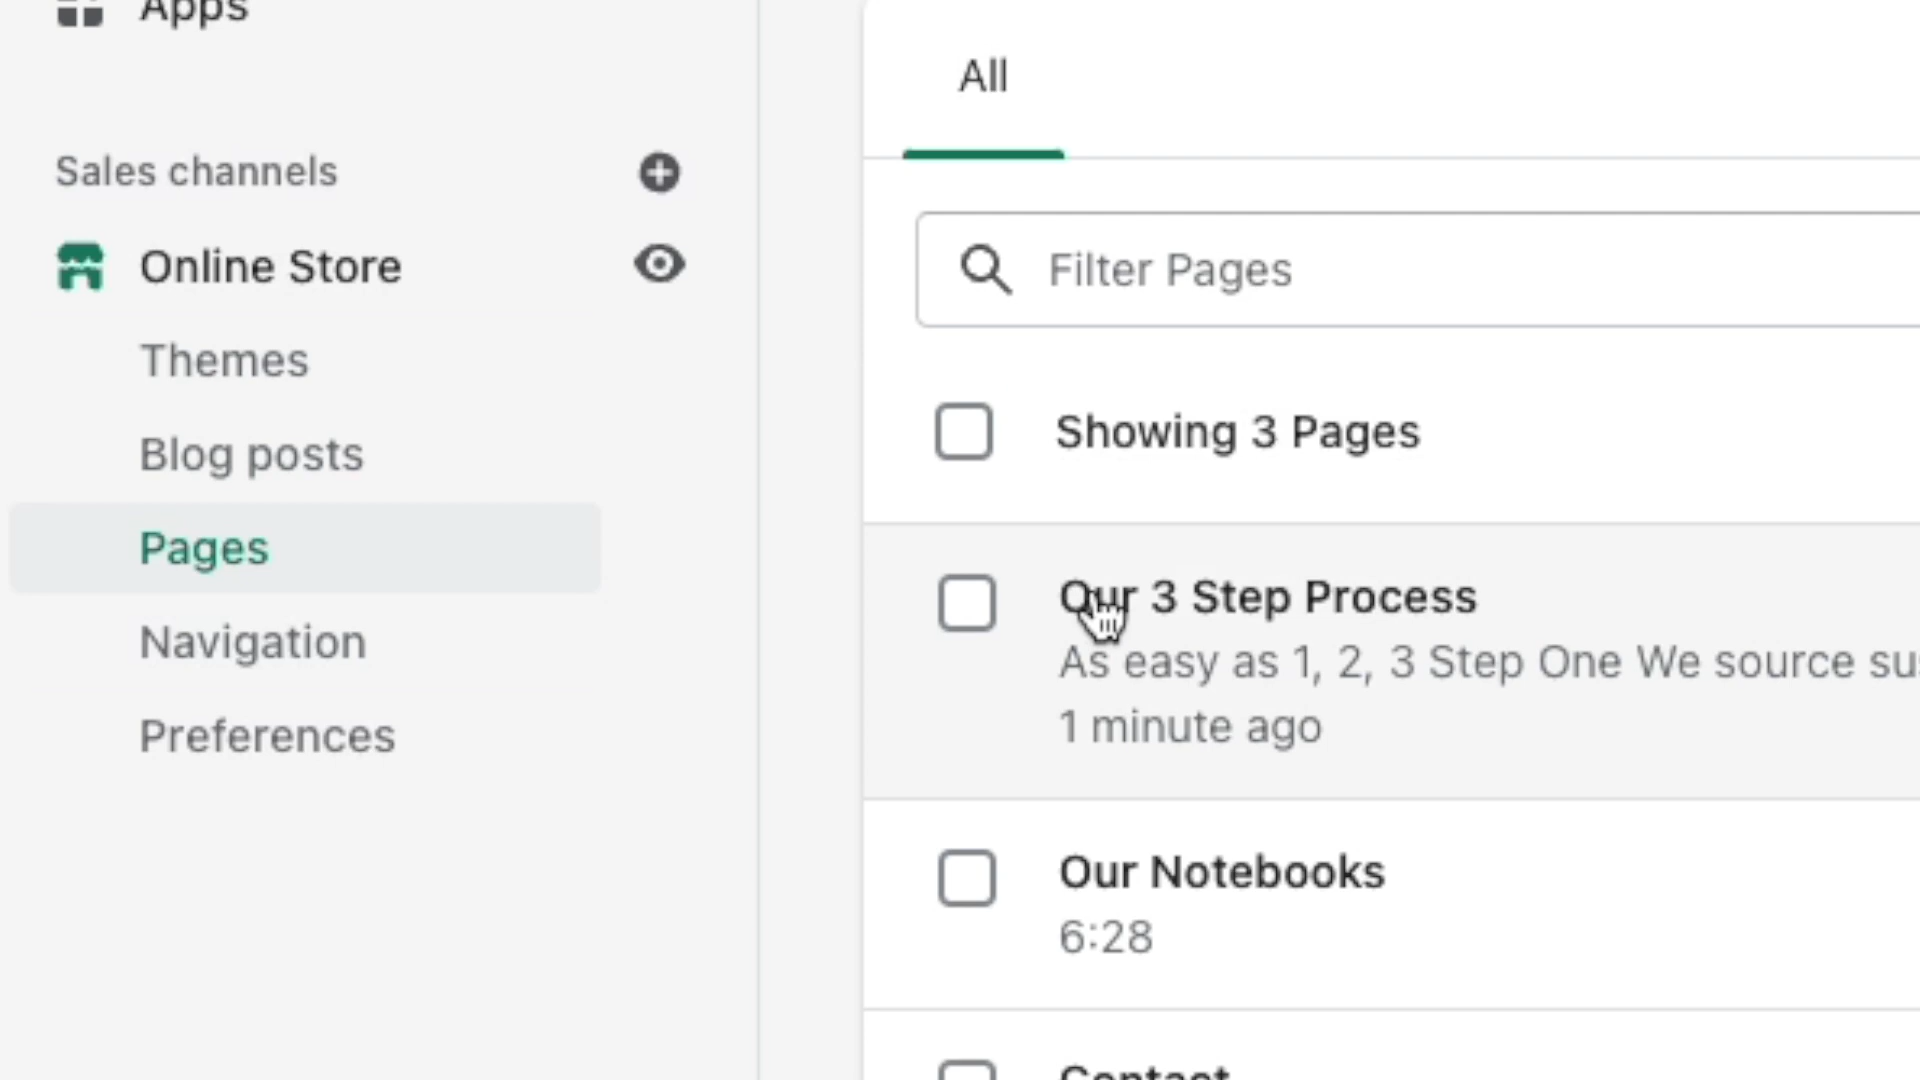 Apps
Sales channels
Online Store
Themes
Blog posts
Pages
Navigation
Preferences
All
Filter Pages
Showing 3 Pages
Our 3 Step Process
As easy as 1, 2, 3 Step One We source
1 minute ago
Our Notebooks
6:28
Contact